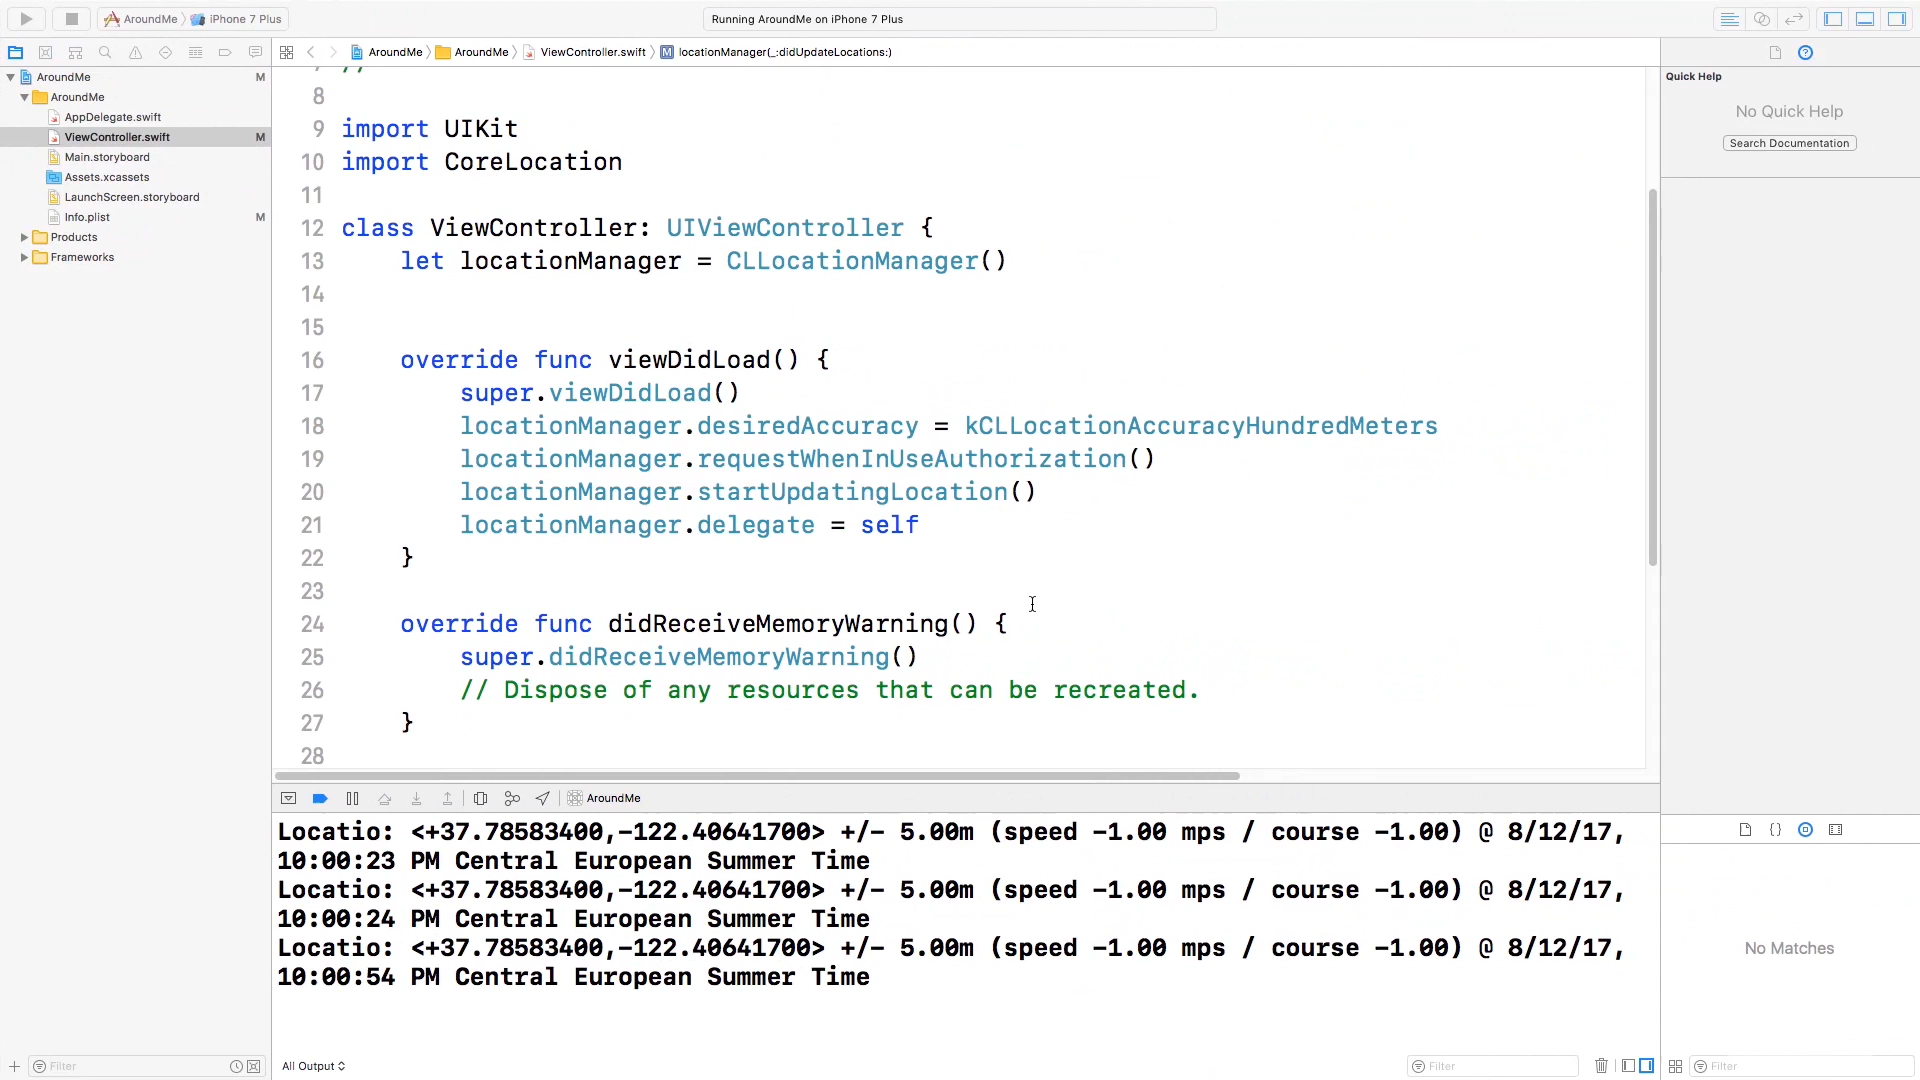 AroundMe
iPhone 7 Plus
Running AroundMe on iPhone 7 Plus
AroundMe
AroundMe
ViewController.swift
M
locationManager(_:didUpdateLocations:)
AroundMe
M
AroundMe
AppDelegate.swift
ViewController.swift
M
Main.storyboard
Assets.xcassets
LaunchScreen.storyboard
Info.plist
M
Products
Frameworks
Filter
8
9 import UIKit
10 import CoreLocation
11
12 class ViewController: UIViewController {
13 let locationManager = CLLocationManager()
14
15
16 override func viewDidLoad() {
17 super.viewDidLoad()
18 locationManager.desiredAccuracy = kCLLocationAccuracyHundredMeters
19 locationManager.requestWhenInUseAuthorization()
20 locationManager.startUpdatingLocation()
21 locationManager.delegate = self
22 }
23
24 override func didReceiveMemoryWarning() {
25 super.didReceiveMemoryWarning()
26 // Dispose of any resources that can be recreated.
27 }
28
AroundMe
Locatio: <+37.78583400,-122.40641700> +/- 5.00m (speed -1.00 mps / course -1.00) @ 8/12/17,
10:00:23 PM Central European Summer Time
Locatio: <+37.78583400,-122.40641700> +/- 5.00m (speed -1.00 mps / course -1.00) @ 8/12/17,
10:00:24 PM Central European Summer Time
Locatio: <+37.78583400,-122.40641700> +/- 5.00m (speed -1.00 mps / course -1.00) @ 8/12/17,
10:00:54 PM Central European Summer Time
All Output
Filter
Quick Help
No Quick Help
Search Documentation
{ }
No Matches
Filter